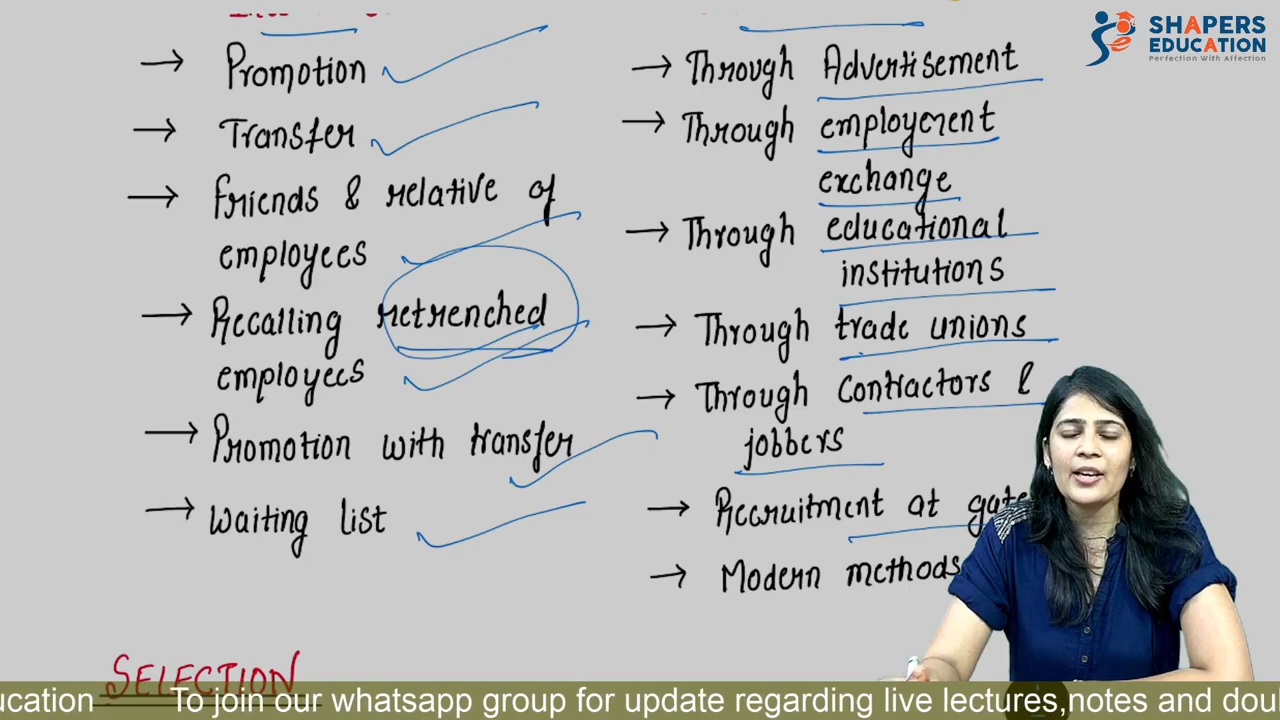 → Promotion
→ Transfer
→ Friends & relative of
employees
→ Recalling retrenched
employees
→ Promotion with transfer
→ Waiting list
→ Through Advertisement
→ Through employment
exchange
→ Through educational
institutions
→ Through trade unions
→ Through Contractors &
jobbers
→ Recruitment at gate
→ Modern methods
SELECTION
SHAPERS
EDUCATION
Perfection With Affection
ucation To join our whatsapp group for update regarding live lectures,notes and dou